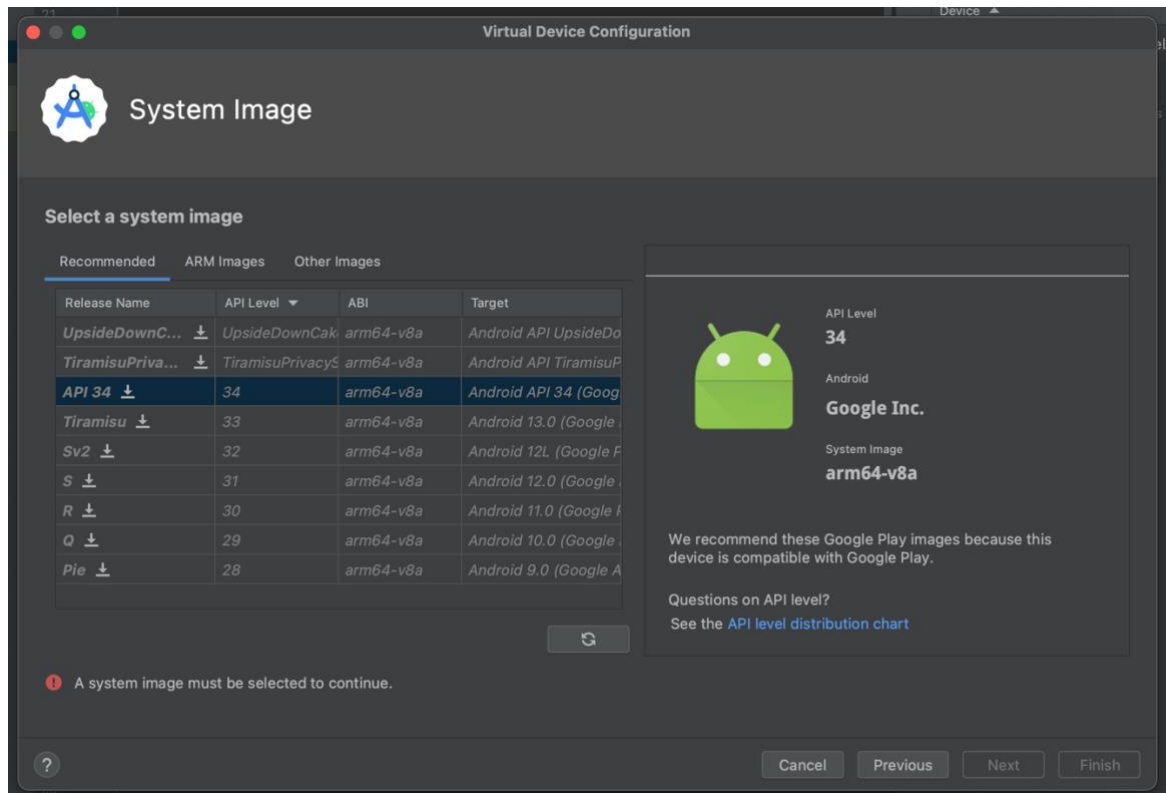 21
Device
Virtual Device Configuration
System Image
Select a system image
Recommended ARM Images Other Images
Release Name API Level ABI Target
UpsideDownC... UpsideDownCak arm64-v8a Android API UpsideDo
TiramisuPriva... TiramisuPrivacyS arm64-v8a Android API TiramisuP
API 34 34 arm64-v8a Android API 34 (Goog
Tiramisu 33 arm64-v8a Android 13.0 (Google
Sv2 32 arm64-v8a Android 12L (Google P
S 31 arm64-v8a Android 12.0 (Google
R 30 arm64-v8a Android 11.0 (Google P
Q 29 arm64-v8a Android 10.0 (Google
Pie 28 arm64-v8a Android 9.0 (Google A
API Level
34
Android
Google Inc.
System Image
arm64-v8a
We recommend these Google Play images because this
device is compatible with Google Play.
Questions on API level?
See the API level distribution chart
A system image must be selected to continue.
? Cancel Previous Next Finish